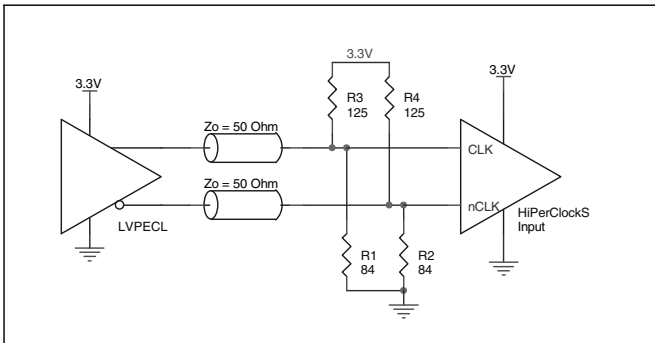 3.3V
3.3V
3.3V
R3
125
R4
125
Zo = 50 Ohm
CLK
Zo = 50 Ohm
nCLK
HiPerClockS
Input
LVPECL
R1
84
R2
84